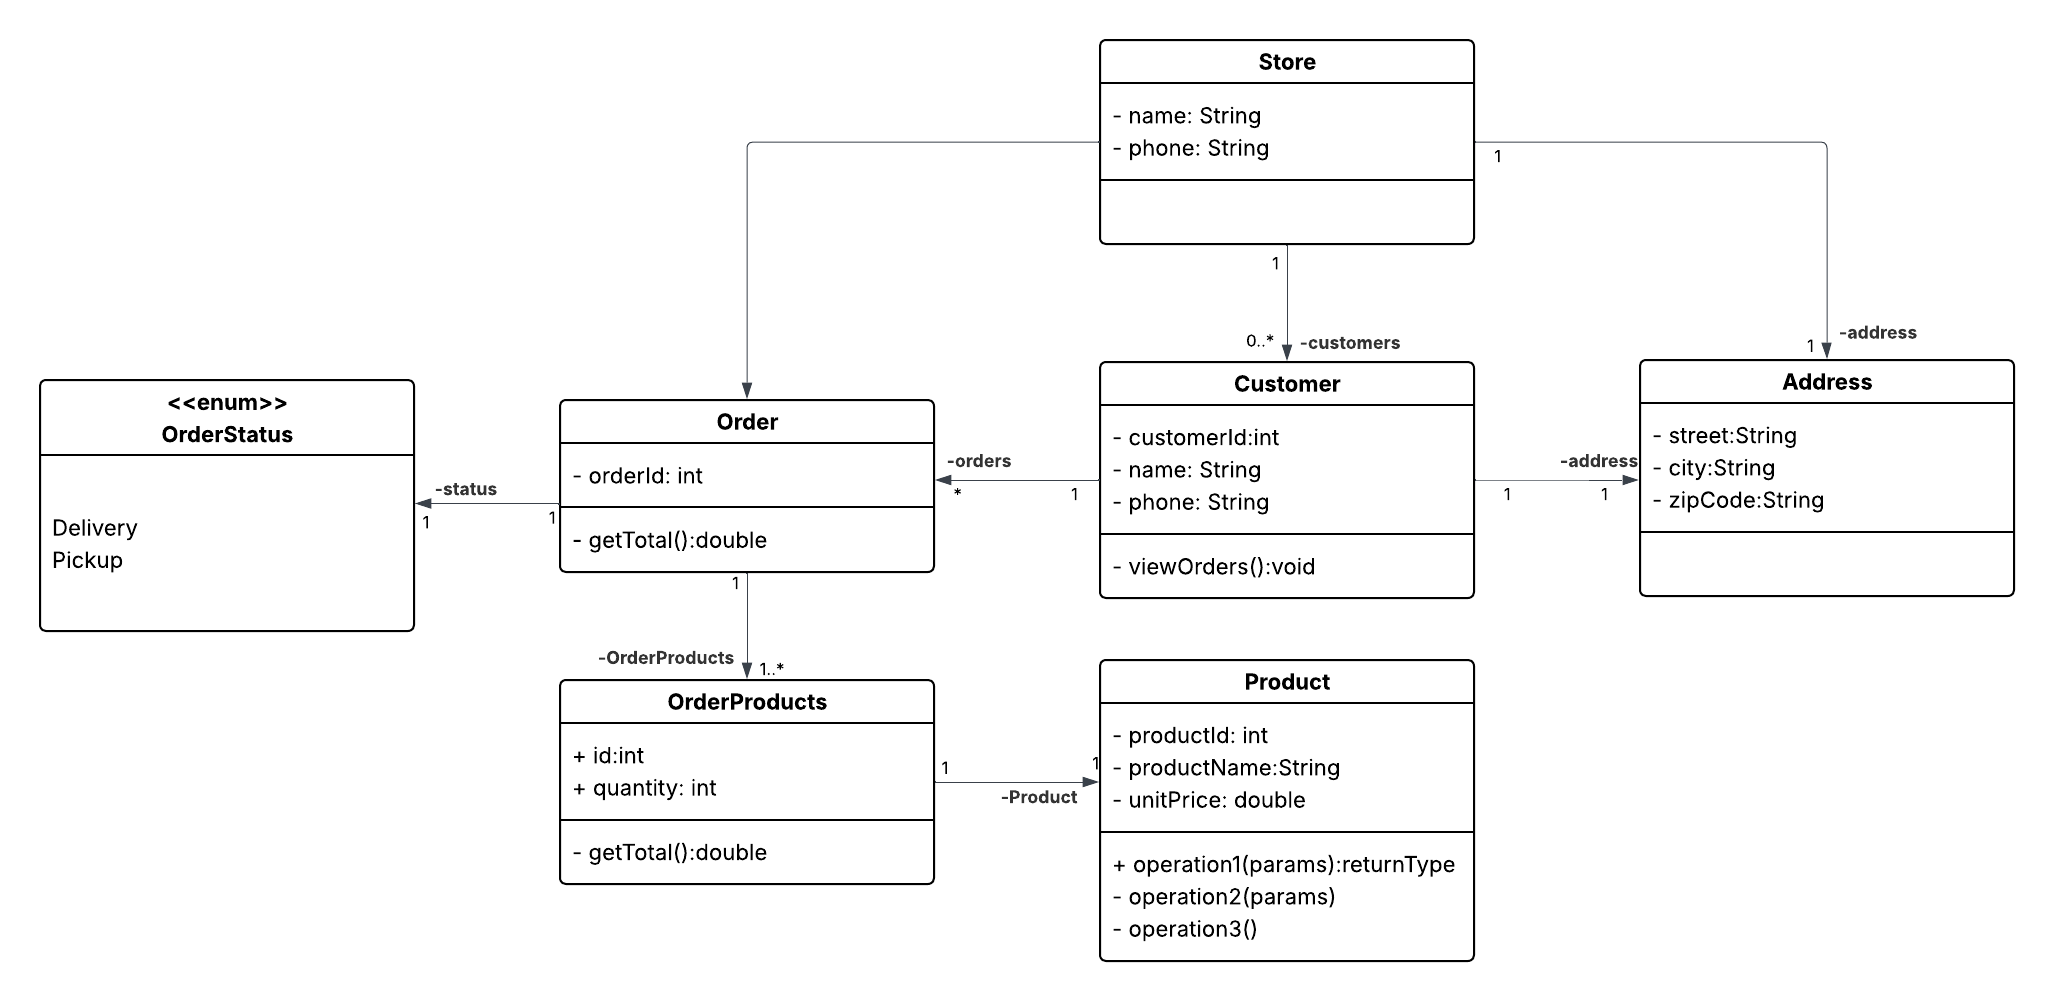 Store
- name: String
- phone: String
1
1
0..*
-customers
1
-address
<<enum>>
OrderStatus
Delivery
Pickup
-status
1
1
Order
- orderId: int
- getTotal():double
-orders
*
1
Customer
- customerId:int
- name: String
- phone: String
- viewOrders():void
-address
1
1
Address
- street:String
- city:String
- zipCode:String
1
-OrderProducts
1..*
OrderProducts
+ id:int
+ quantity: int
- getTotal():double
1
1
-Product
Product
- productId: int
- productName:String
- unitPrice: double
+ operation1(params):returnType
- operation2(params)
- operation3()